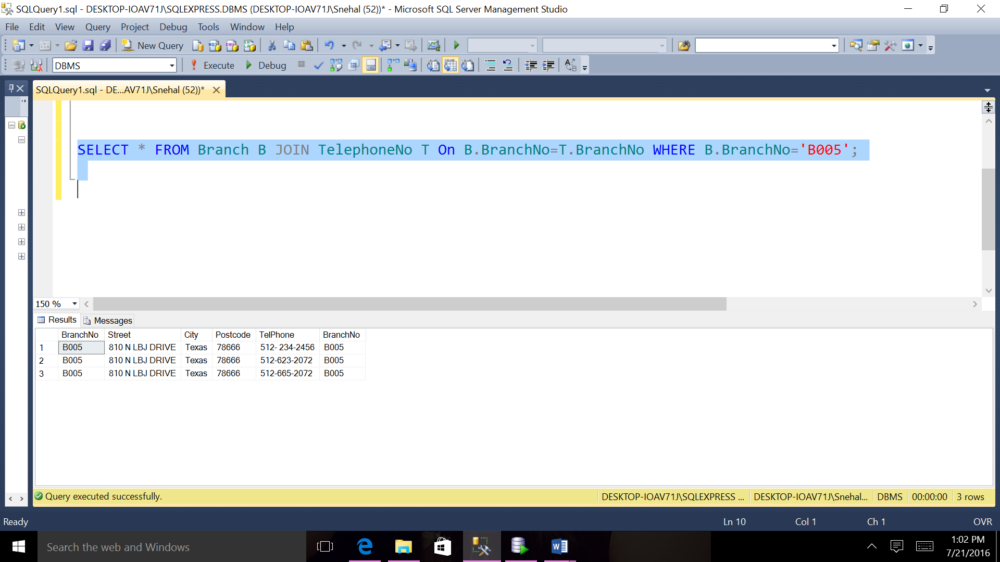 SQLQuery1.sql - DESKTOP-IOAV71J\SQLEXPRESS.DBMS (DESKTOP-IOAV71J\Snehal (52))* - Microsoft SQL Server Management Studio
File Edit View Query Project Debug Tools Window Help
New Query
DBMS Execute Debug
SQLQuery1.sql - DE...AV71J\Snehal (52))*
SELECT * FROM Branch B JOIN TelephoneNo T On B.BranchNo=T.BranchNo WHERE B.BranchNo='B005';
150 %
Results Messages
BranchNo Street City Postcode TelPhone BranchNo
1 B005 810 N LBJ DRIVE Texas 78666 512- 234-2456 B005
2 B005 810 N LBJ DRIVE Texas 78666 512-623-2072 B005
3 B005 810 N LBJ DRIVE Texas 78666 512-665-2072 B005
Query executed successfully. DESKTOP-IOAV71J\SQLEXPRESS ... DESKTOP-IOAV71J\Snehal... DBMS 00:00:00 3 rows
Ready Ln 10 Col 1 Ch 1 OVR
Search the web and Windows
1:02 PM
7/21/2016